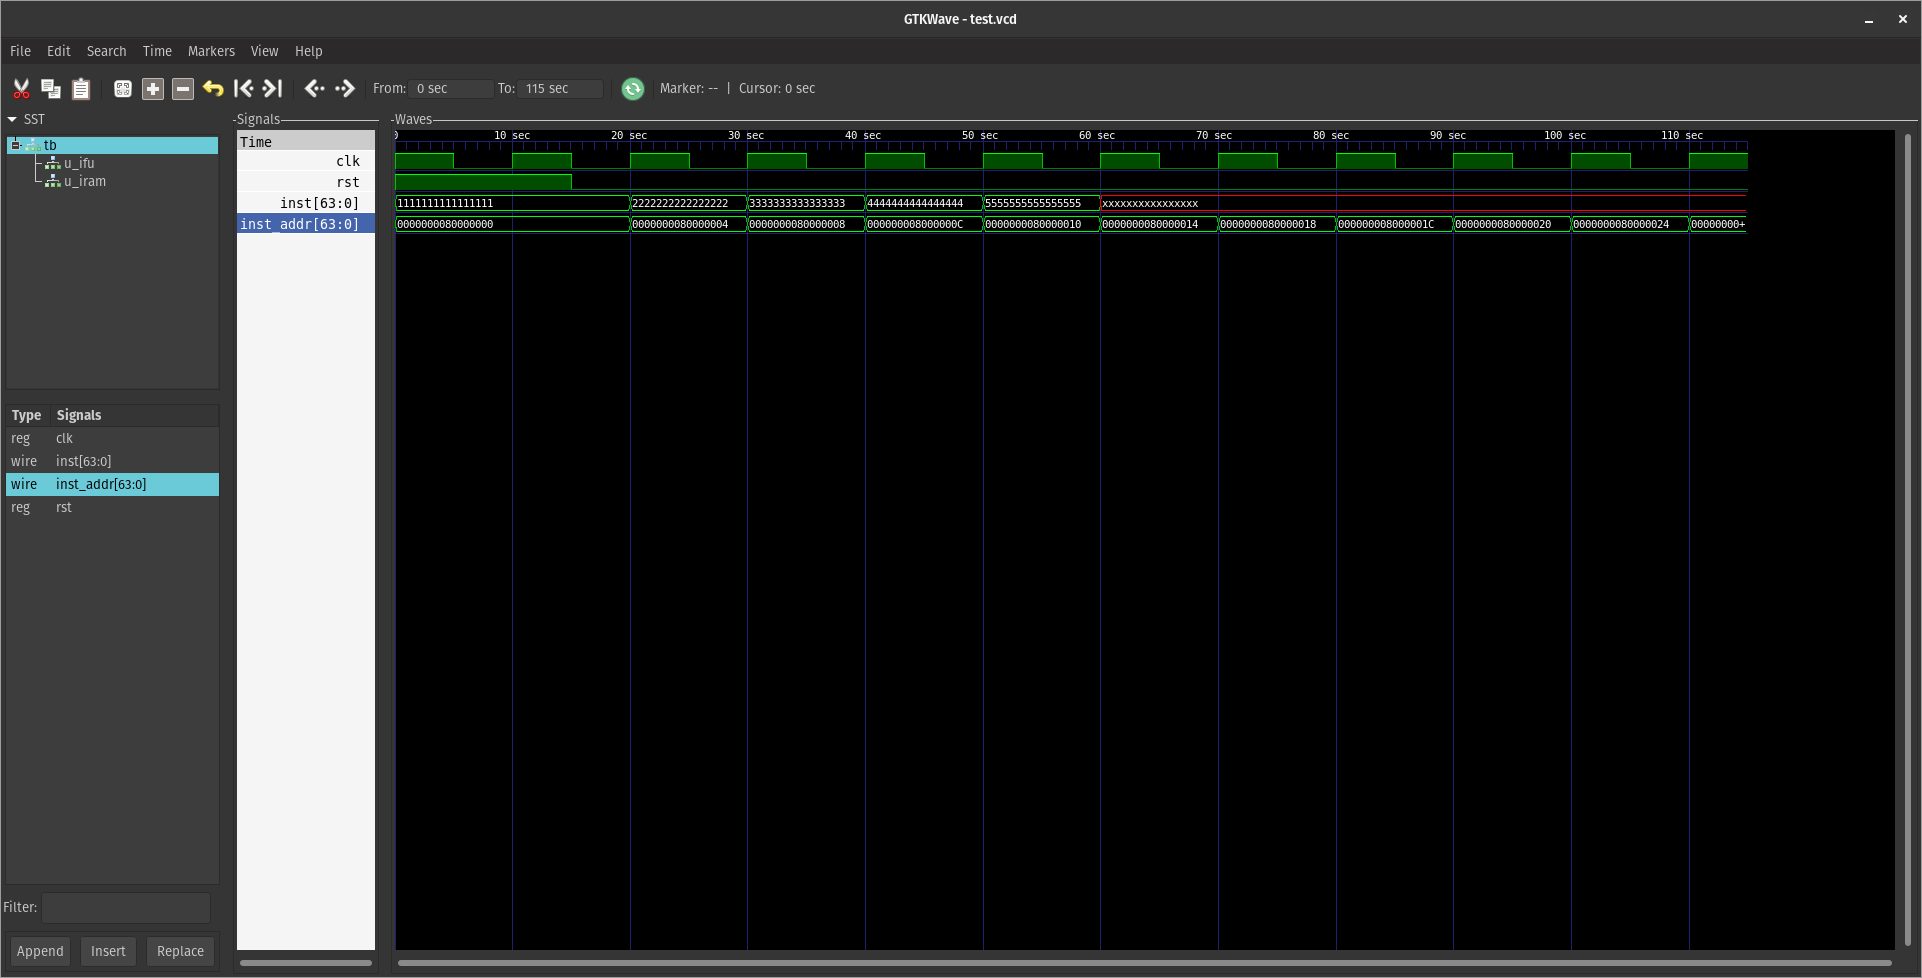 GTKWave - test.vcd
File Edit Search Time Markers View Help
From: 0 sec To: 115 sec Marker: -- | Cursor: 0 sec
SST
tb
u_ifu
u_iram
Type Signals
reg clk
wire inst[63:0]
wire inst_addr[63:0]
reg rst
Filter:
Append Insert Replace
Signals
Time
clk
rst
inst[63:0]
inst_addr[63:0]
Waves
0 10 sec 20 sec 30 sec 40 sec 50 sec 60 sec 70 sec 80 sec 90 sec 100 sec 110 sec
1111111111111111 2222222222222222 3333333333333333 4444444444444444 5555555555555555 xxxxxxxxxxxxxxxx
0000000080000000 0000000080000004 0000000080000008 000000008000000C 0000000080000010 0000000080000014 0000000080000018 000000008000001C 0000000080000020 0000000080000024 00000000+